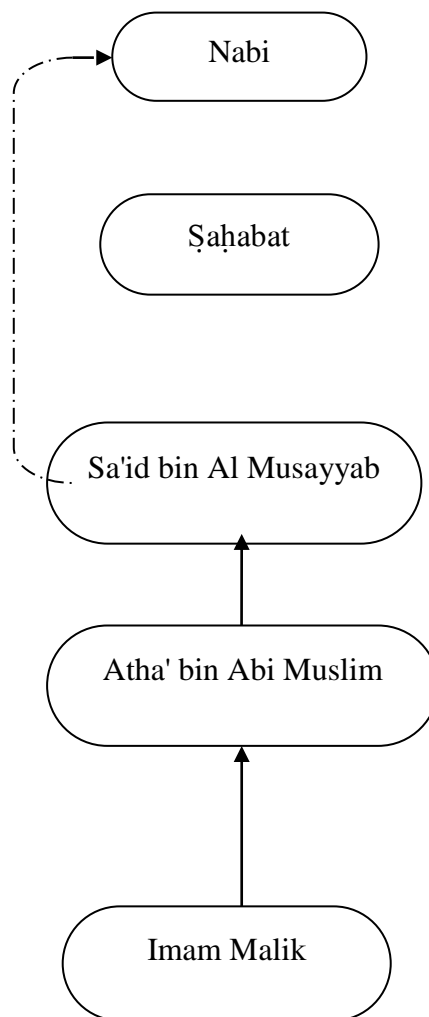 Nabi
Ṣaḥabat
Sa'id bin Al Musayyab
Atha' bin Abi Muslim
Imam Malik